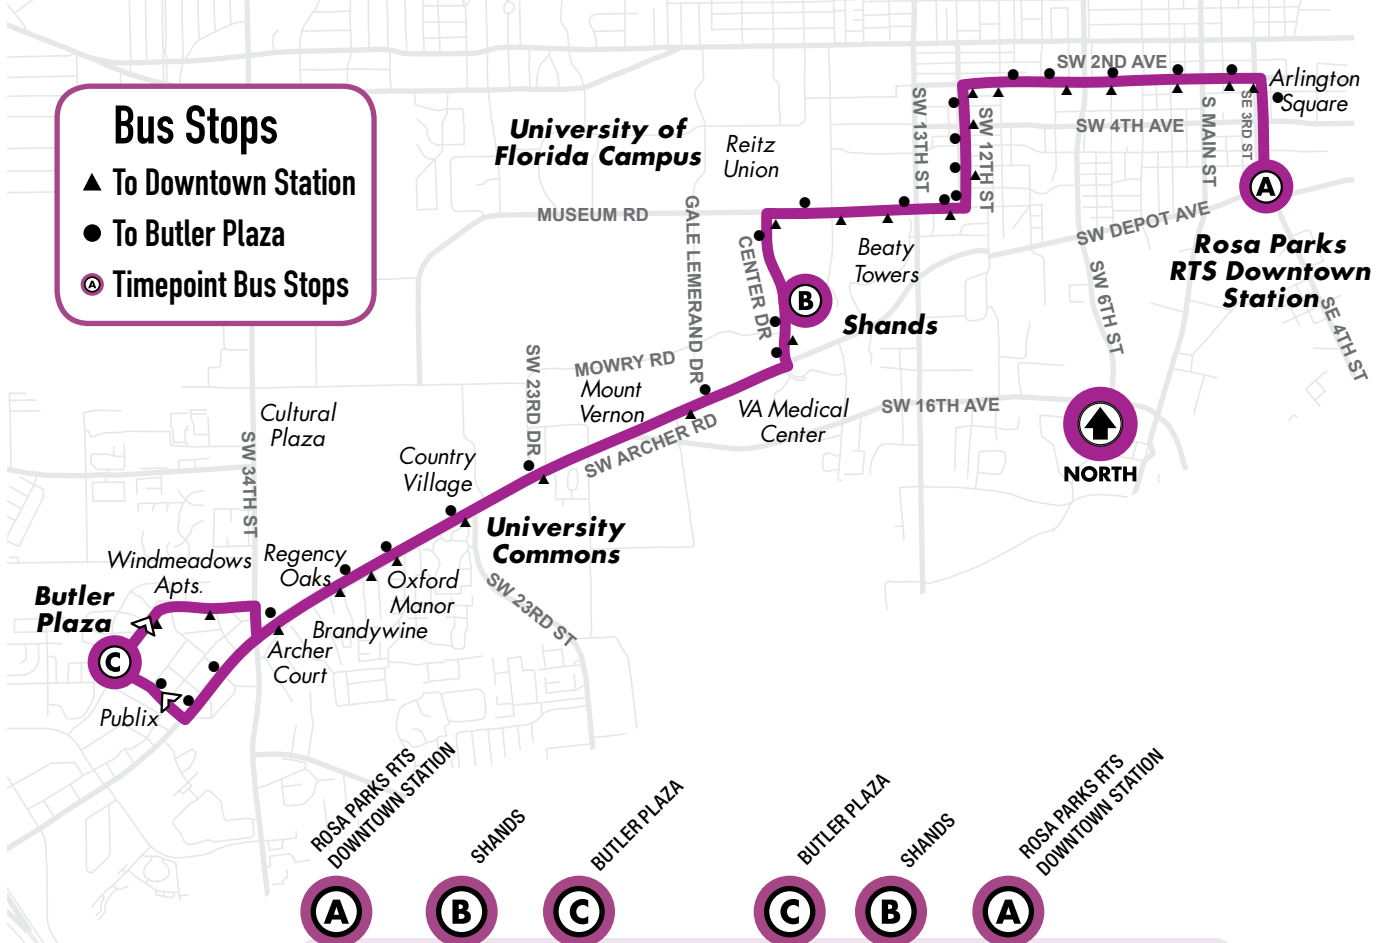 Bus Stops
To Downtown Station
To Butler Plaza
A
Timepoint Bus Stops
SW 2ND AVE
Arlington
Square
SW 13TH ST
SW 12TH ST
SW 4TH AVE
S MAIN ST
SE 3RD ST
University of
Florida Campus
Reitz
Union
A
MUSEUM RD
GALE LEMERAND DR
CENTER DR
Beaty
Towers
SW DEPOT AVE
Rosa Parks
RTS Downtown
Station
SW 6TH ST
SE 4TH ST
B
Shands
SW 23RD DR
MOWRY RD
Mount
Vernon
VA Medical
Center
SW 16TH AVE
SW ARCHER RD
NORTH
Cultural
Plaza
SW 34TH ST
Country
Village
University
Commons
Windmeadows
Apts.
Regency
Oaks
Oxford
Manor
SW 23RD ST
Butler
Plaza
Brandywine
Archer
Court
C
Publix
ROSA PARKS RTS
DOWNTOWN STATION
SHANDS
BUTLER PLAZA
BUTLER PLAZA
SHANDS
ROSA PARKS RTS
DOWNTOWN STATION
A
B
C
C
B
A